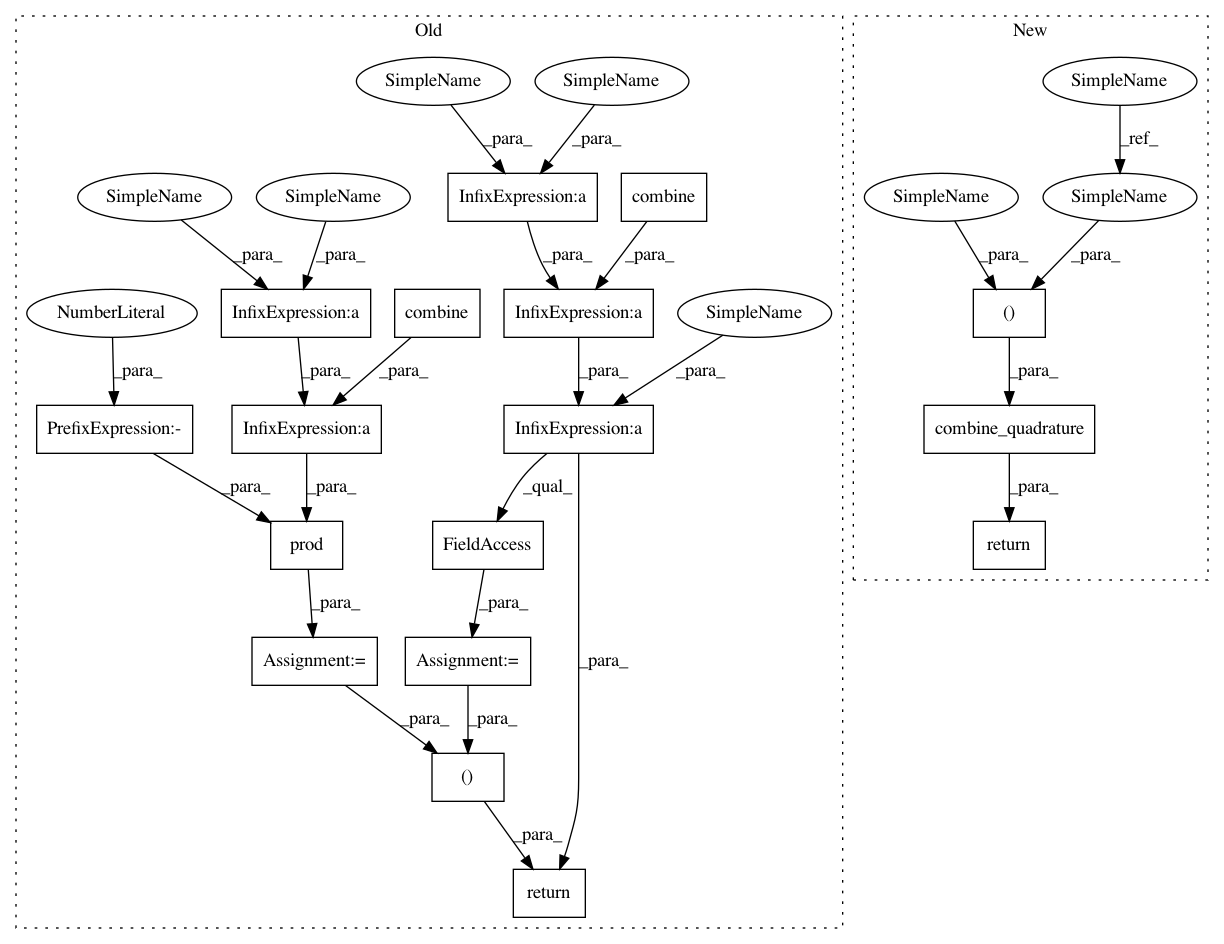 Old
New
SimpleName
SimpleName
SimpleName
_para_
_para_
_ref_
SimpleName
SimpleName
InfixExpression:a
combine
SimpleName
SimpleName
_para_
_para_
_para_
_para_
_para_
_para_
NumberLiteral
InfixExpression:a
combine
InfixExpression:a
SimpleName
()
_para_
_para_
_para_
_para_
_para_
_para_
PrefixExpression:-
InfixExpression:a
InfixExpression:a
combine_quadrature
_para_
_para_
_qual_
_para_
prod
FieldAccess
return
_para_
_para_
Assignment:=
Assignment:=
_para_
_para_
_para_
()
_para_
return